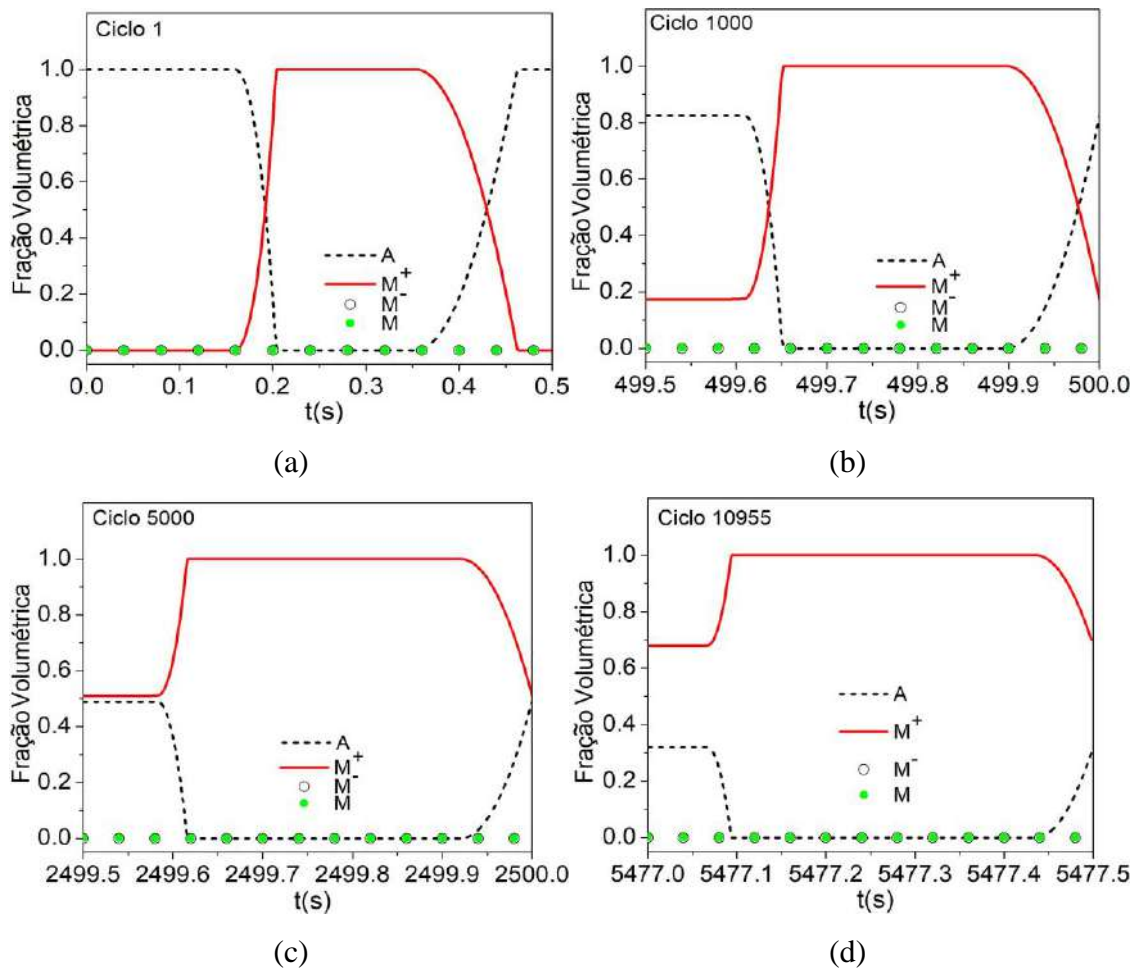 Ciclo 1
Fração Volumétrica
1.0
0.8
0.6
0.4
0.2
0.0
A
M+
M-
M
0.0 0.1 0.2 0.3 0.4 0.5
t(s)
(a)
Ciclo 1000
Fração Volumétrica
1.0
0.8
0.6
0.4
0.2
0.0
A
M+
M-
M
499.5 499.6 499.7 499.8 499.9 500.0
t(s)
(b)
Ciclo 5000
Fração Volumétrica
1.0
0.8
0.6
0.4
0.2
0.0
A
M+
M-
M
2499.5 2499.6 2499.7 2499.8 2499.9 2500.0
t(s)
(c)
Ciclo 10955
Fração Volumétrica
1.0
0.8
0.6
0.4
0.2
0.0
A
M+
M-
M
5477.0 5477.1 5477.2 5477.3 5477.4 5477.5
t(s)
(d)